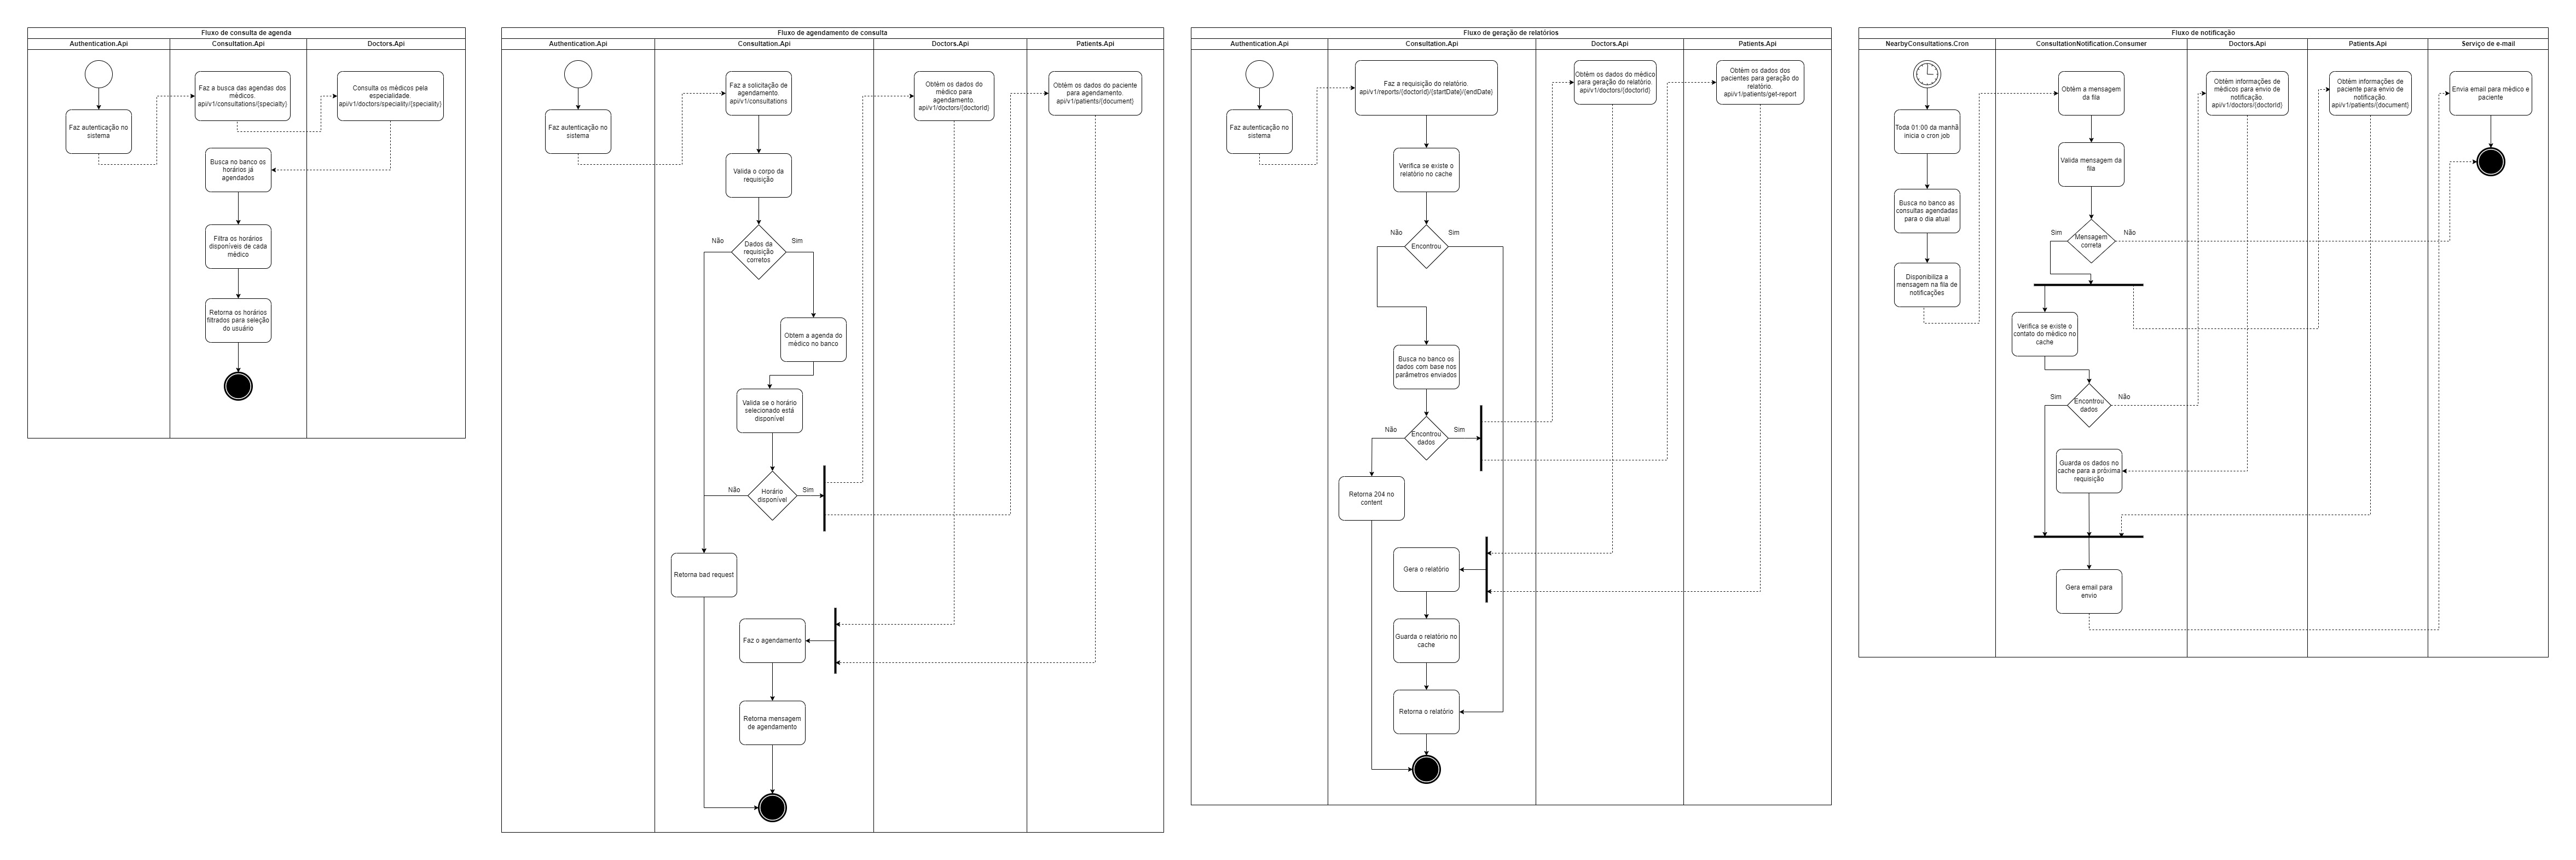 Fluxo de consulta de agenda
Authentication.Api
Consultation.Api
Doctors.Api
Faz autenticação no
sistema
Faz a busca das agendas dos
médicos.
api/v1/consultations/{specialty}
Consulta os médicos pela
especialidade.
api/v1/doctors/speciality/{speciality}
Busca no banco os
horários já
agendados
Filtra os horários
disponíveis de cada
médico
Retorna os horários
filtrados para seleção
do usuário
Fluxo de agendamento de consulta
Authentication.Api
Consultation.Api
Doctors.Api
Patients.Api
Faz autenticação no
sistema
Faz a solicitação de
agendamento.
api/v1/consultations
Obtém os dados do
médico para
agendamento.
api/v1/doctors/{doctorId}
Obtém os dados do paciente
para agendamento.
api/v1/patients/{document}
Valida o corpo da
requisição
Não
Sim
Dados da
requisição
corretos
Obtem a agenda do
médico no banco
Valida se o horário
selecionado está
disponível
Não
Sim
Horário
disponível
Retorna bad request
Faz o agendamento
Retorna mensagem
de agendamento
Fluxo de geração de relatórios
Authentication.Api
Consultation.Api
Doctors.Api
Patients.Api
Faz autenticação no
sistema
Faz a requisição do relatório.
api/v1/reports/{doctorId}/{startDate}/{endDate}
Obtém os dados do médico
para geração do relatório.
api/v1/doctors/{doctorId}
Obtém os dados dos
pacientes para geração do
relatório.
api/v1/patients/get-report
Verifica se existe o
relatório no cache
Não
Sim
Encontrou
Busca no banco os
dados com base nos
parâmetros enviados
Não
Sim
Encontrou
dados
Retorna 204 no
content
Gera o relatório
Guarda o relatório no
cache
Retorna o relatório
Fluxo de notificação
NearbyConsultations.Cron
ConsultationNotification.Consumer
Doctors.Api
Patients.Api
Serviço de e-mail
Toda 01:00 da manhã
inicia o cron job
Busca no banco as
consultas agendadas
para o dia atual
Disponibiliza a
mensagem na fila de
notificações
Obtém a mensagem
da fila
Valida mensagem da
fila
Sim
Não
Mensagem
correta
Obtém informações de
médicos para envio de
notificação.
api/v1/doctors/{doctorId}
Obtém informações de
paciente para envio de
notificação.
api/v1/patients/{document}
Envia email para médico e
paciente
Verifica se existe o
contato do médico no
cache
Sim
Não
Encontrou
dados
Guarda os dados no
cache para a próxima
requisição
Gera email para
envio